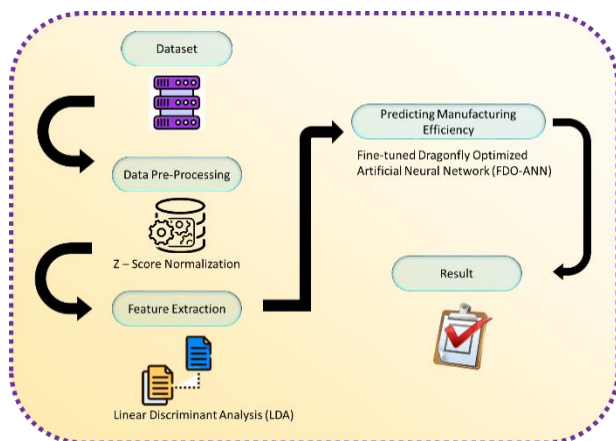 Dataset
Data Pre-Processing
Z – Score Normalization
Feature Extraction
Linear Discriminant Analysis (LDA)
Predicting Manufacturing
Efficiency
Fine-tuned Dragonfly Optimized
Artificial Neural Network (FDO-ANN)
Result